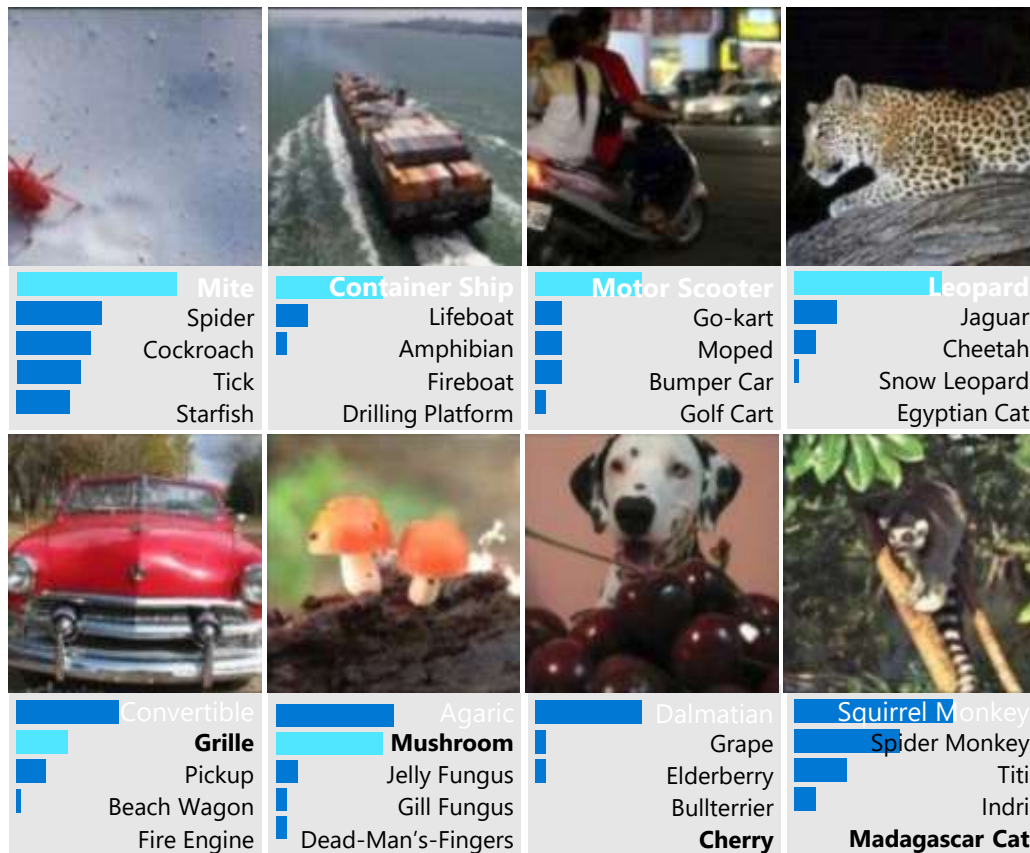 Mite
Spider
Cockroach
Tick
Starfish
Container Ship
Lifeboat
Amphibian
Fireboat
Drilling Platform
Motor Scooter
Go-kart
Moped
Bumper Car
Golf Cart
Leopard
Jaguar
Cheetah
Snow Leopard
Egyptian Cat
Convertible
Grille
Pickup
Beach Wagon
Fire Engine
Agaric
Mushroom
Jelly Fungus
Gill Fungus
Dead-Man’s-Fingers
Dalmatian
Grape
Elderberry
Bullterrier
Cherry
Squirrel Monkey
Spider Monkey
Titi
Indri
Madagascar Cat